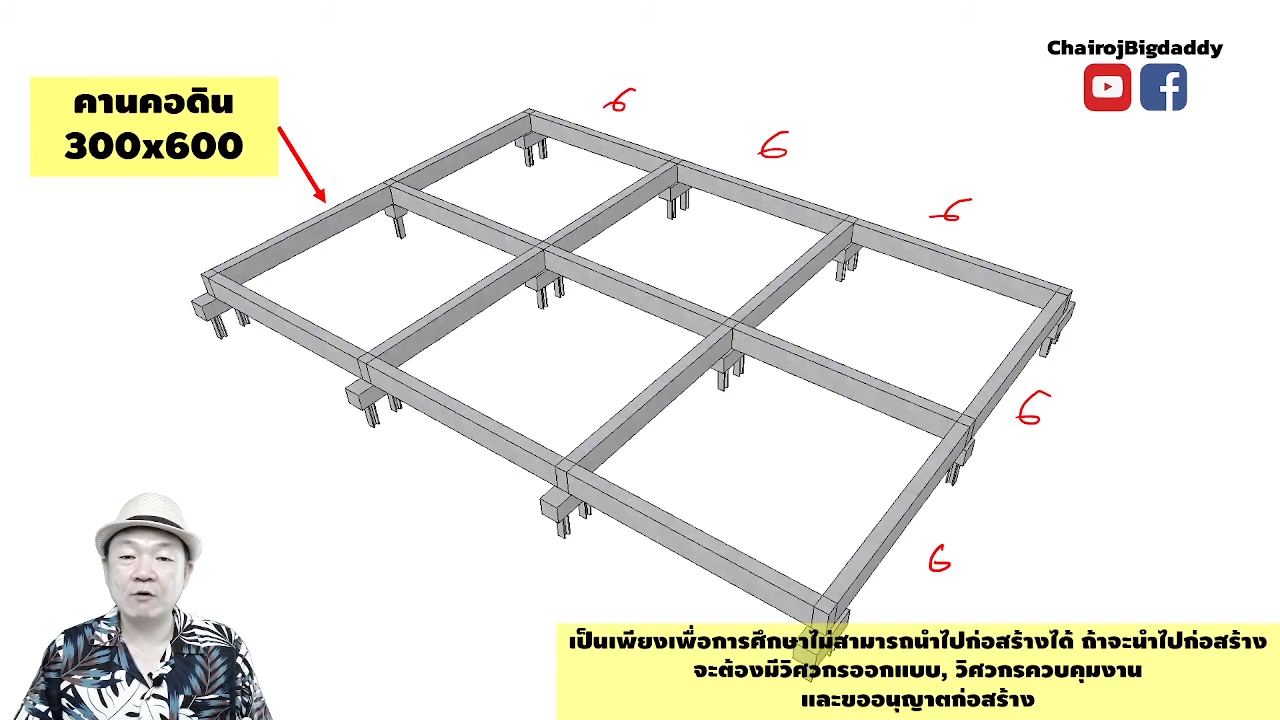 ChairojBigdaddy
คานคอดิน
300x600
6
6
6
6
6
เป็นเพียงเพื่อการศึกษาไม่สามารถนำไปก่อสร้างได้ ถ้าจะนำไปก่อสร้าง
จะต้องมีวิศวกรออกแบบ, วิศวกรควบคุมงาน
และขออนุญาตก่อสร้าง